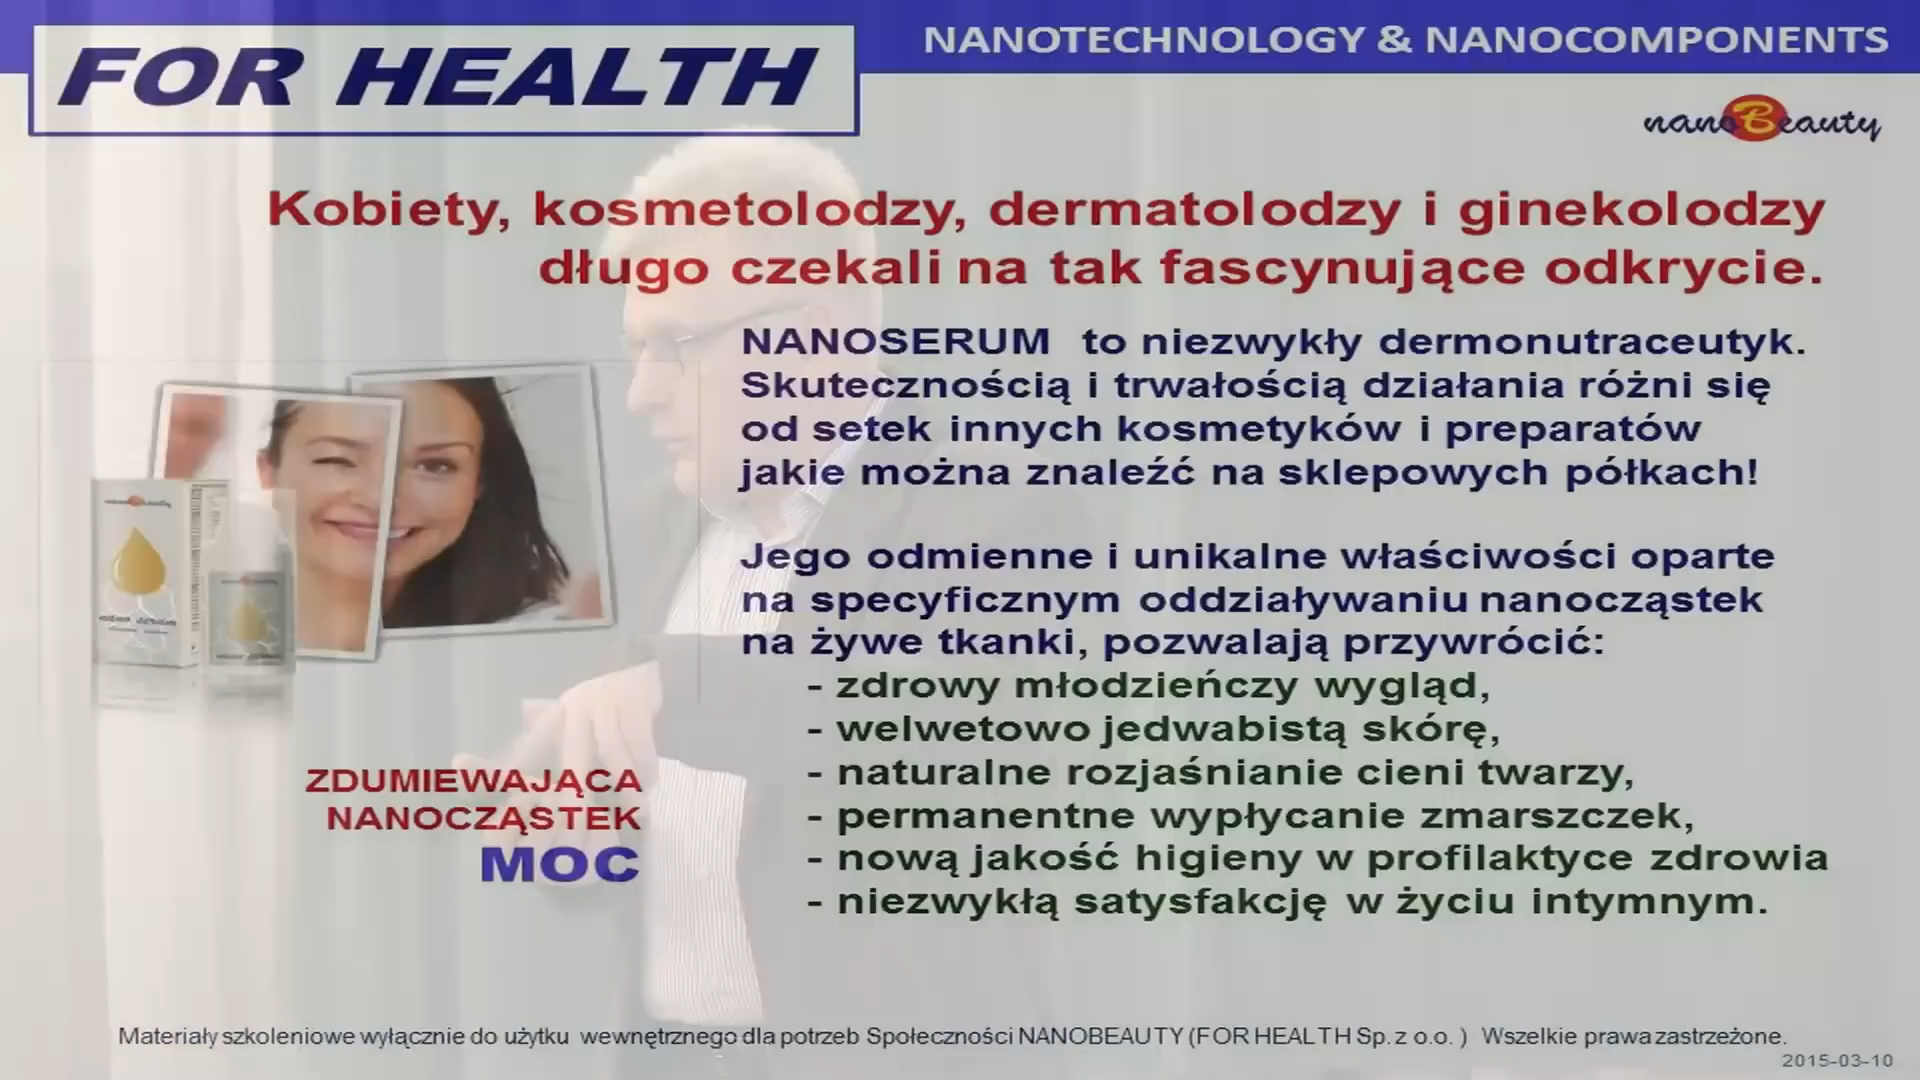 FOR HEALTH
NANOTECHNOLOGY & NANOCOMPONENTS
nanoBeauty
Kobiety, kosmetolodzy, dermatolodzy i ginekolodzy
długo czekali na tak fascynujące odkrycie.
NANOSERUM to niezwykły dermonutraceutyk.
Skutecznością i trwałością działania różni się
od setek innych kosmetyków i preparatów
jakie można znaleźć na sklepowych półkach!
Jego odmienne i unikalne właściwości oparte
na specyficznym oddziaływaniu nanocząstek
na żywe tkanki, pozwalają przywrócić:
- zdrowy młodzieńczy wygląd,
- welwetowo jedwabistą skórę,
- naturalne rozjaśnianie cieni twarzy,
- permanentne wypłycanie zmarszczek,
- nową jakość higieny w profilaktyce zdrowia
- niezwykłą satysfakcję w życiu intymnym.
ZDUMIEWAJĄCA
NANOCZĄSTEK
MOC
Materiały szkoleniowe wyłącznie do użytku wewnętrznego dla potrzeb Społeczności NANOBEAUTY (FOR HEALTH Sp. z o.o. ) Wszelkie prawa zastrzeżone.
2015-03-10